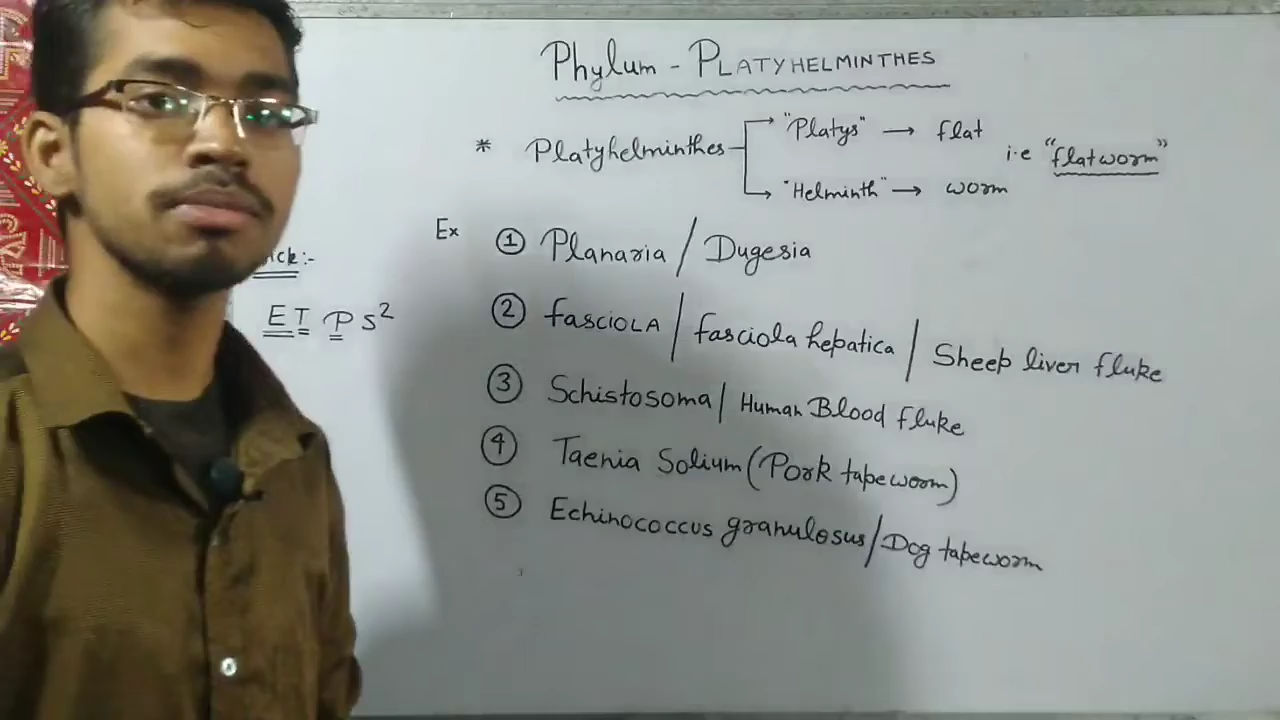 Phylum - PLATYHELMINTHES
* Platyhelminthes "Platys" → flat
"Helminth" → worm
i.e "flatworm"
Ex ① Planaria / Dugesia
② fasciola / fasciola hepatica / Sheep liver fluke
③ Schistosoma / Human Blood fluke
④ Taenia Solium (Pork tapeworm)
⑤ Echinococcus granulosus / Dog tapeworm
ick:-
E T P S²